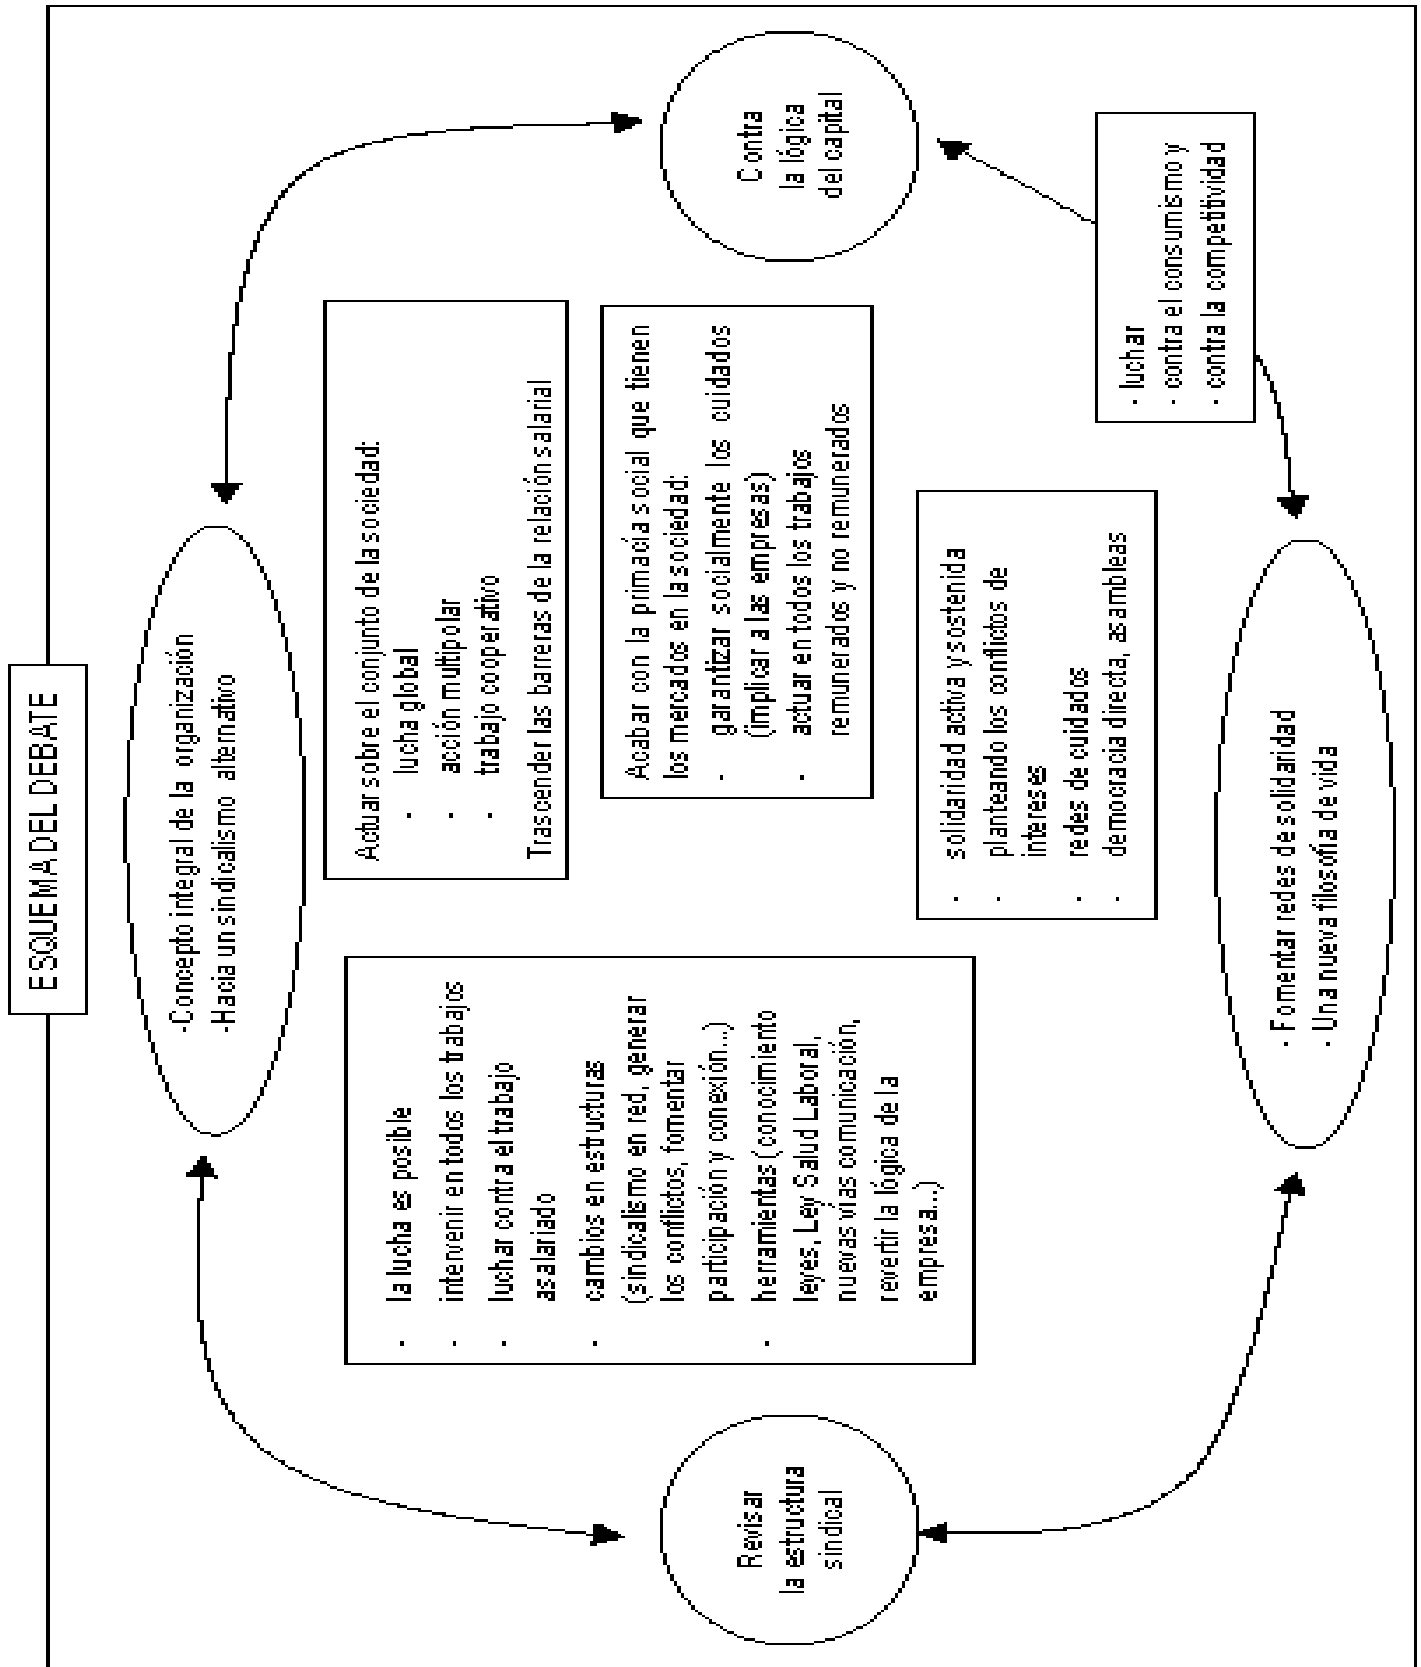 ESQUEMA DEL DEBATE
-Concepto integral de la organización
-Hacia un sindicalismo alternativo
Revisar
la estructura
sindical
- la lucha es posible
- intervenir en todos los trabajos
- luchar contra el trabajo
asalariado
- cambios en estructuras
(sindicalismo en red, generar
los conflictos, fomentar
participación y conexión...)
- herramientas (conocimiento
leyes, Ley Salud Laboral,
nuevas vías comunicación,
revertir la lógica de la
empresa...)
Actuar sobre el conjunto de la sociedad:
- lucha global
- acción multipolar
- trabajo cooperativo
Trascender las barreras de la relación salarial
Acabar con la primacía social que tienen
los mercados en la sociedad:
- garantizar socialmente los cuidados
(implicar a las empresas)
- actuar en todos los trabajos
remunerados y no remunerados
- solidaridad activa y sostenida
- planteando los conflictos de
intereses
- redes de cuidados
- democracia directa, asambleas
Contra
la lógica
del capital
- luchar
- contra el consumismo y
- contra la competitividad
- Fomentar redes de solidaridad
- Una nueva filosofía de vida